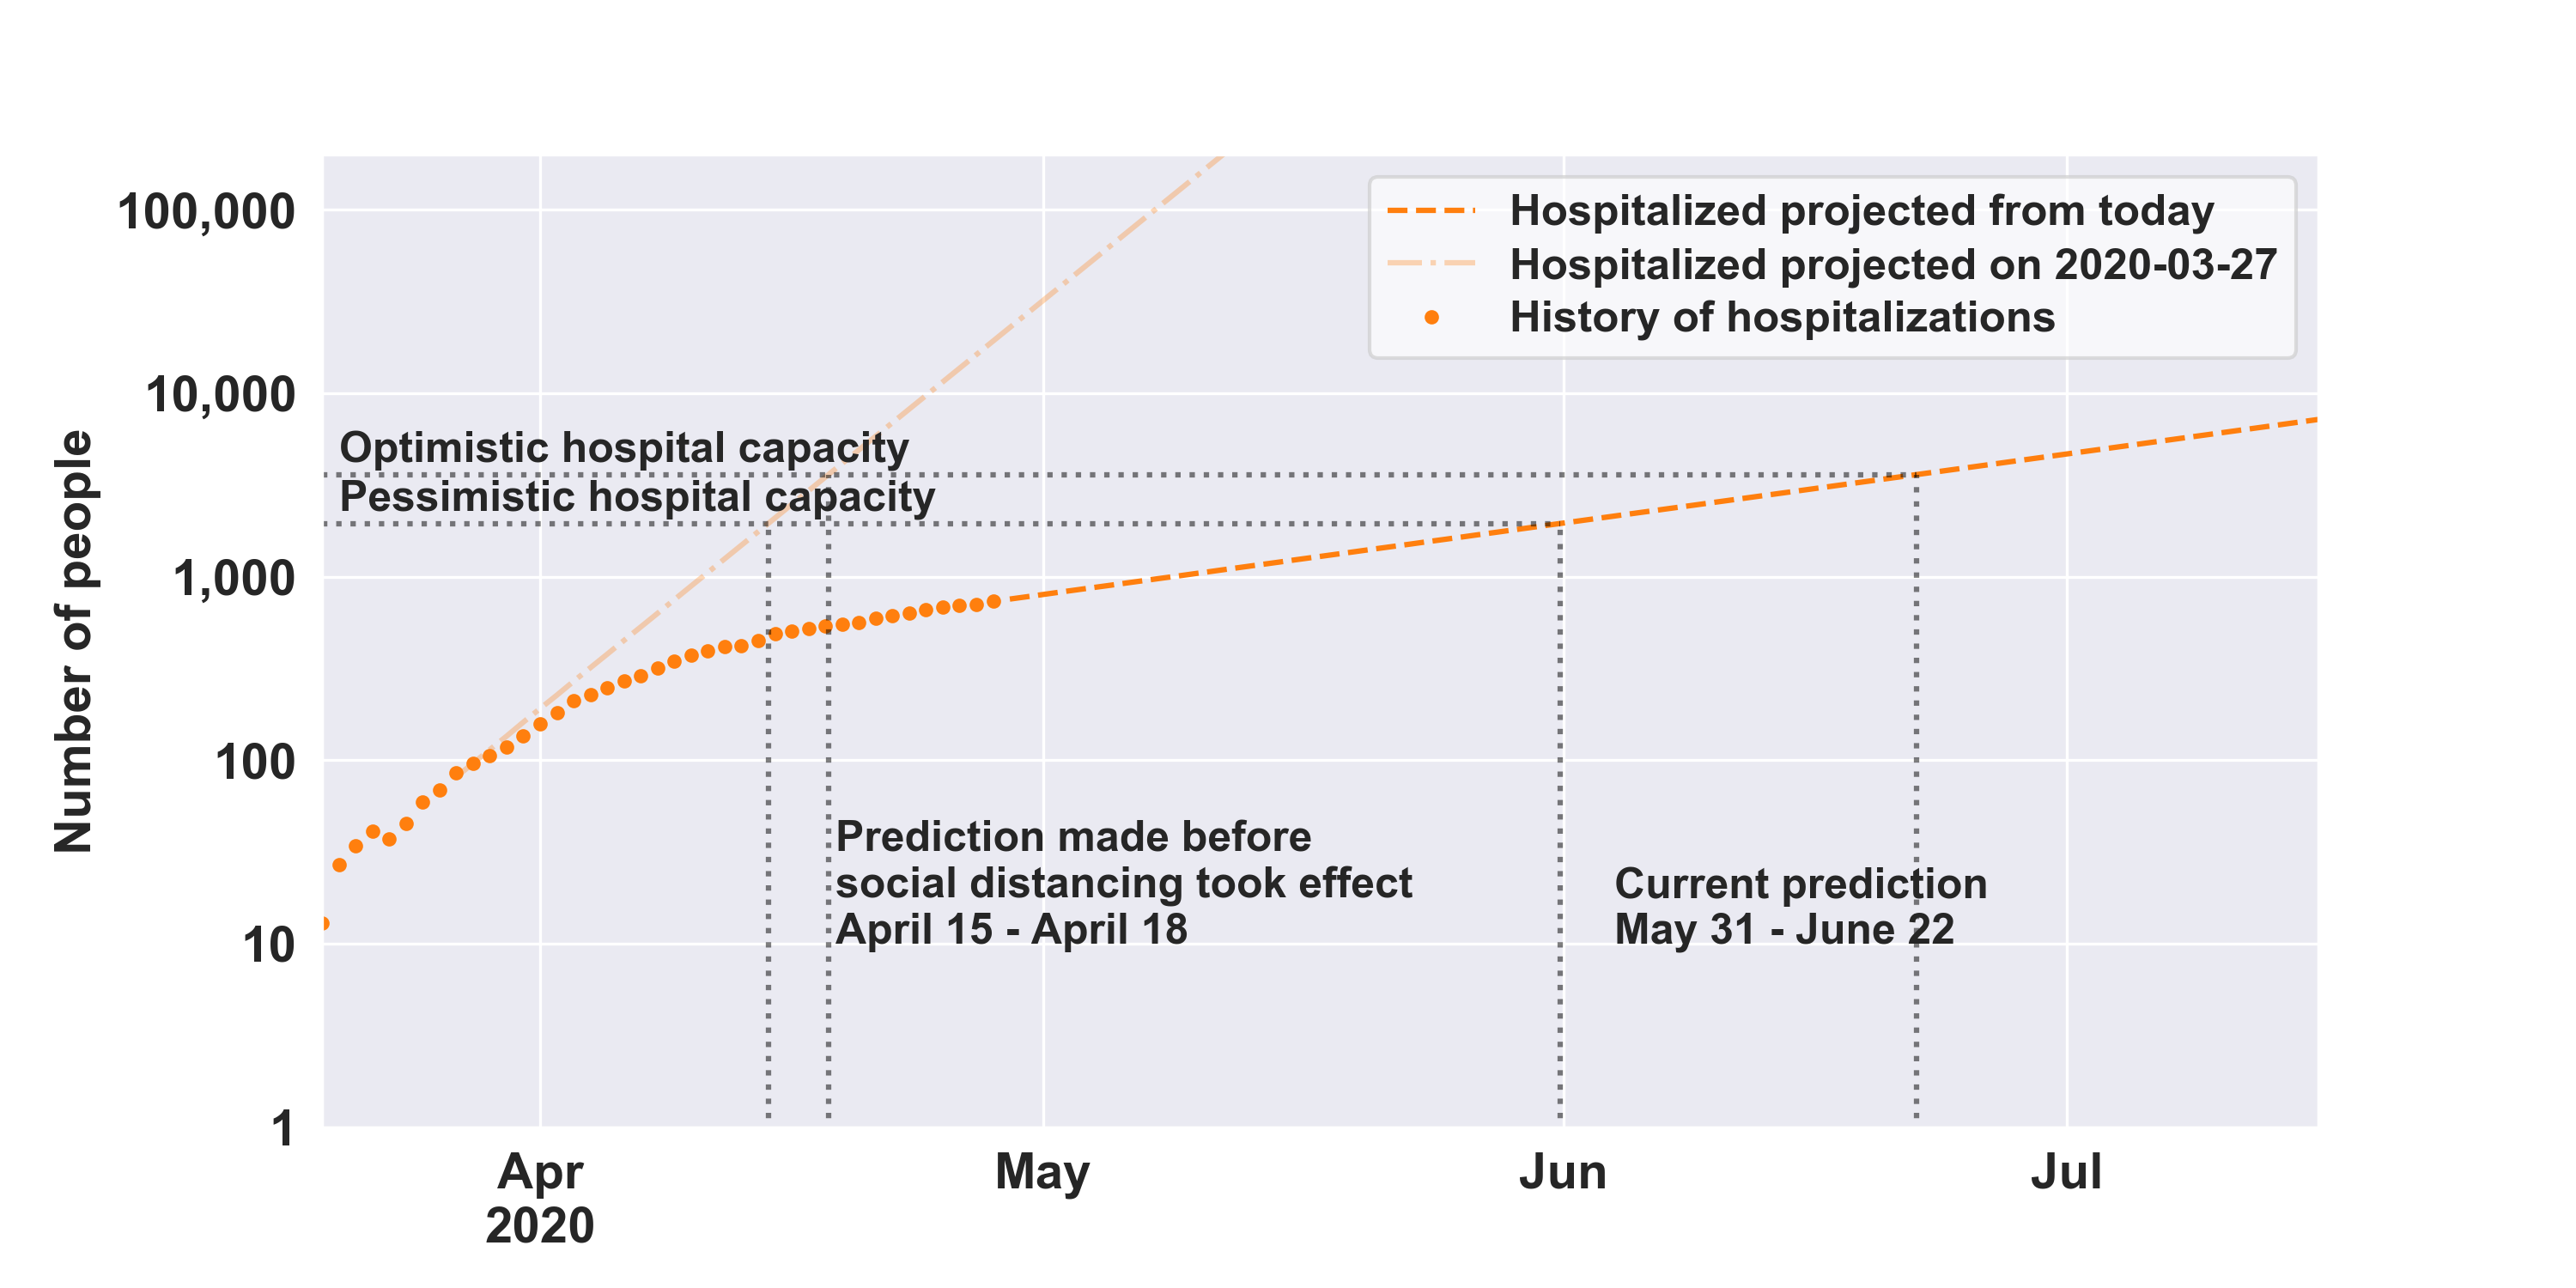 Hospitalized projected from today
Hospitalized projected on 2020-03-27
History of hospitalizations
Number of people
100,000
10,000
1,000
100
10
1
Optimistic hospital capacity
Pessimistic hospital capacity
Prediction made before
social distancing took effect
April 15 - April 18
Current prediction
May 31 - June 22
Apr
2020
May
Jun
Jul